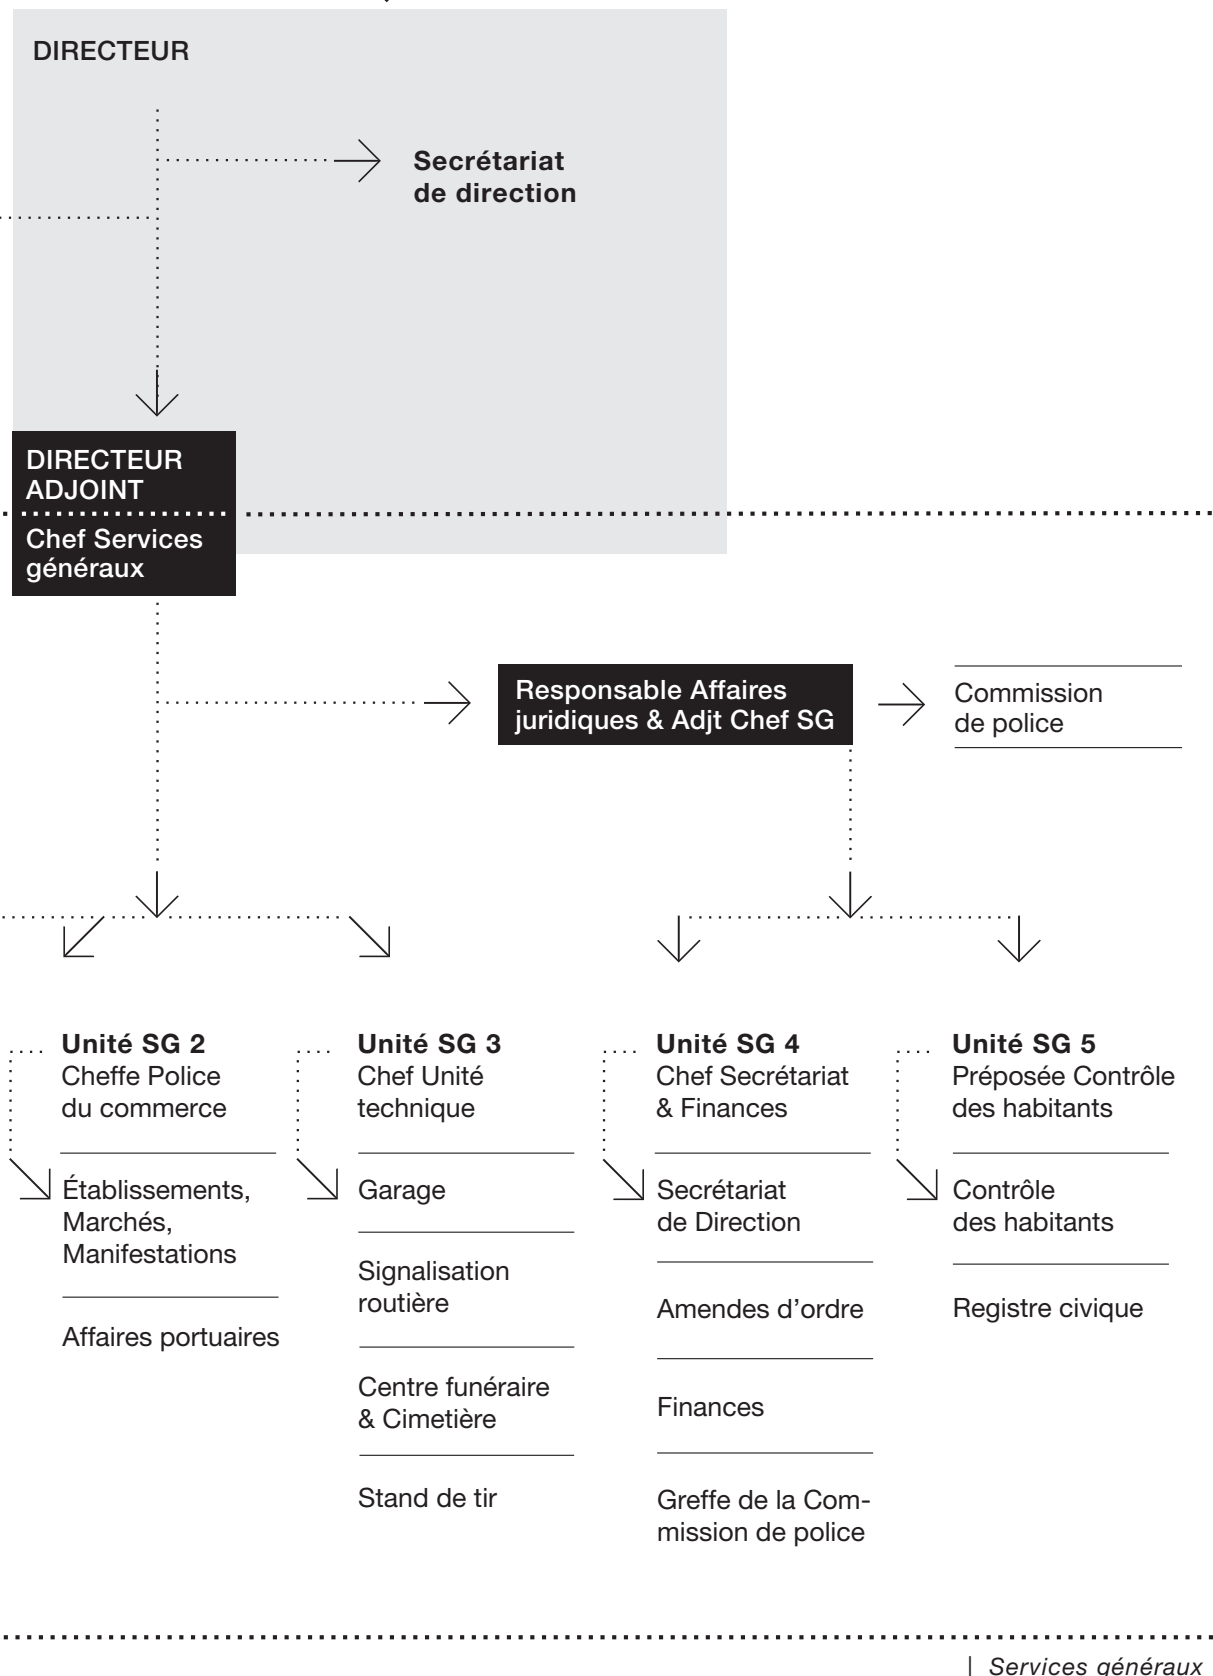 DIRECTEUR
Secrétariat
de direction
DIRECTEUR
ADJOINT
Chef Services
généraux
Responsable Affaires
juridiques & Adjt Chef SG
Commission
de police
Unité SG 2
Cheffe Police
du commerce
Établissements,
Marchés,
Manifestations
Affaires portuaires
Unité SG 3
Chef Unité
technique
Garage
Signalisation
routière
Centre funéraire
& Cimetière
Stand de tir
Unité SG 4
Chef Secrétariat
& Finances
Secrétariat
de Direction
Amendes d’ordre
Finances
Greffe de la Com-
mission de police
Unité SG 5
Préposée Contrôle
des habitants
Contrôle
des habitants
Registre civique
| Services généraux